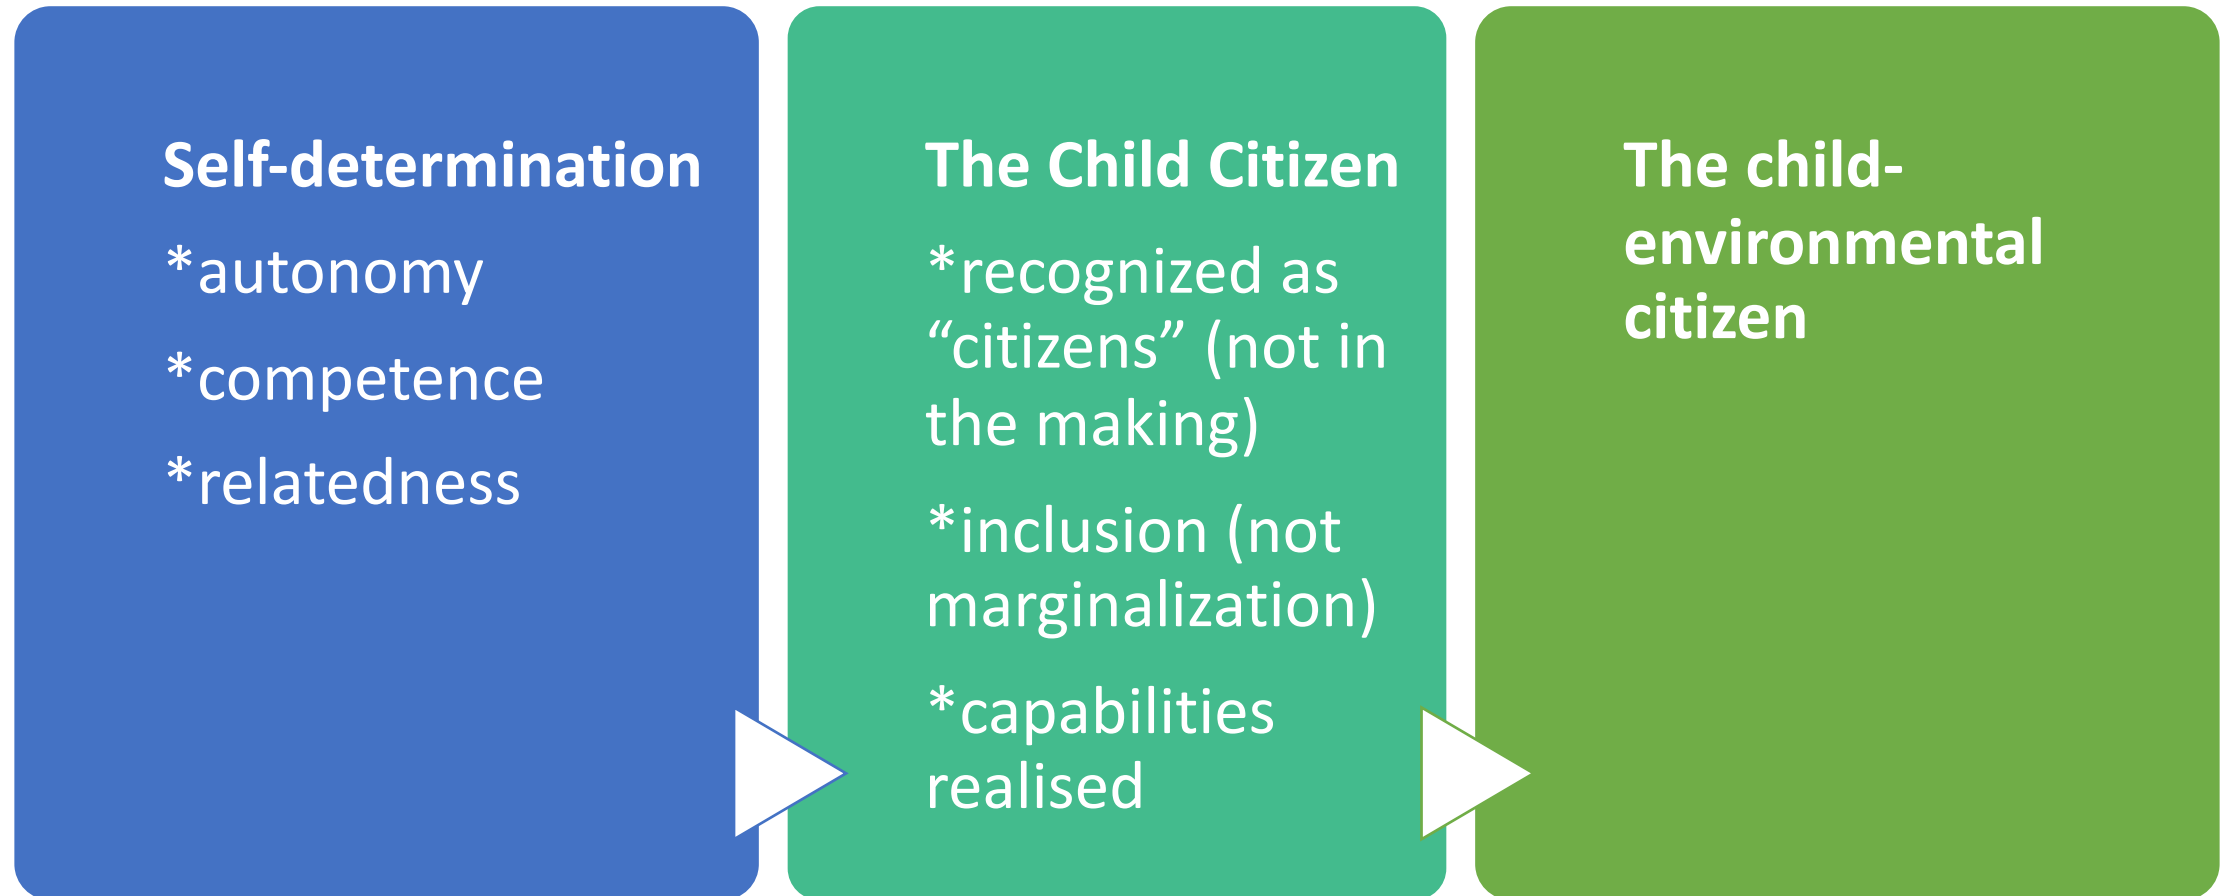 Self-determination
*autonomy
*competence
*relatedness
The Child Citizen
*recognized as
“citizens” (not in
the making)
*inclusion (not
marginalization)
*capabilities
realised
The child-
environmental
citizen